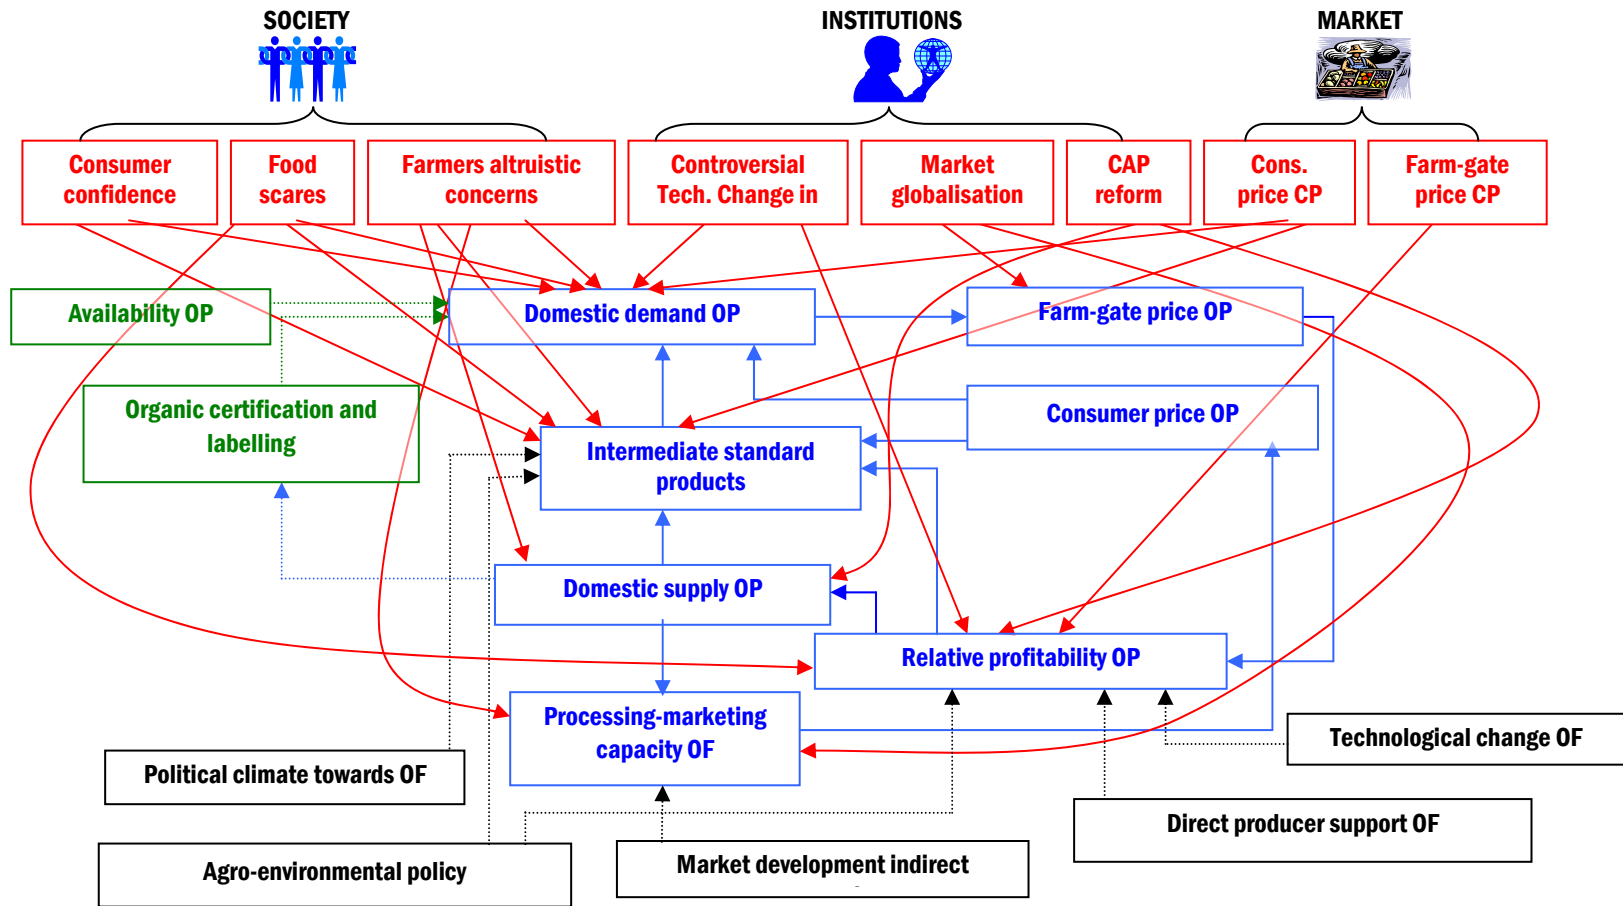 SOCIETY
INSTITUTIONS
MARKET
Consumer
confidence
Food
scares
Farmers altruistic
concerns
Controversial
Tech. Change in
Market
globalisation
CAP
reform
Cons.
price CP
Farm-gate
price CP
Availability OP
Domestic demand OP
Farm-gate price OP
Organic certification and
labelling
Consumer price OP
Intermediate standard
products
Domestic supply OP
Relative profitability OP
Processing-marketing
capacity OF
Technological change OF
Political climate towards OF
Direct producer support OF
Agro-environmental policy
Market development indirect